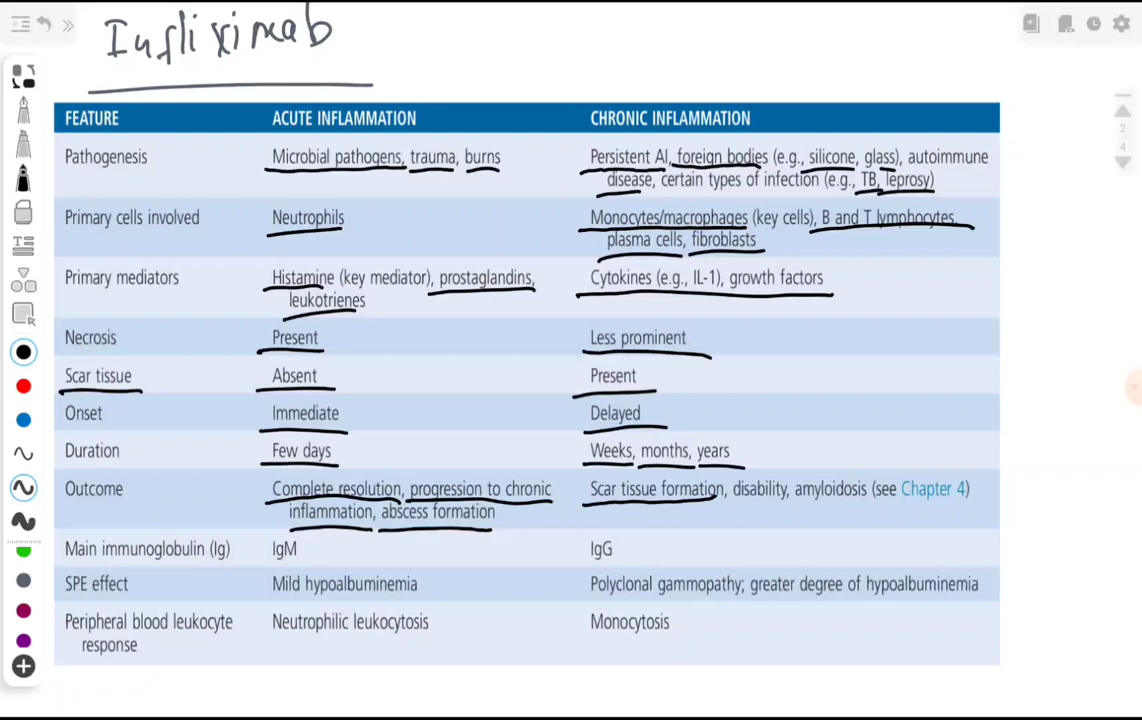 Infliximab
FEATURE ACUTE INFLAMMATION CHRONIC INFLAMMATION
Pathogenesis Microbial pathogens, trauma, burns Persistent AI, foreign bodies (e.g., silicone, glass), autoimmune
disease, certain types of infection (e.g., TB, leprosy)
Primary cells involved Neutrophils Monocytes/macrophages (key cells), B and T lymphocytes,
plasma cells, fibroblasts
Primary mediators Histamine (key mediator), prostaglandins, Cytokines (e.g., IL-1), growth factors
leukotrienes
Necrosis Present Less prominent
Scar tissue Absent Present
Onset Immediate Delayed
Duration Few days Weeks, months, years
Outcome Complete resolution, progression to chronic Scar tissue formation, disability, amyloidosis (see Chapter 4)
inflammation, abscess formation
Main immunoglobulin (Ig) IgM IgG
SPE effect Mild hypoalbuminemia Polyclonal gammopathy; greater degree of hypoalbuminemia
Peripheral blood leukocyte Neutrophilic leukocytosis Monocytosis
response
2
4